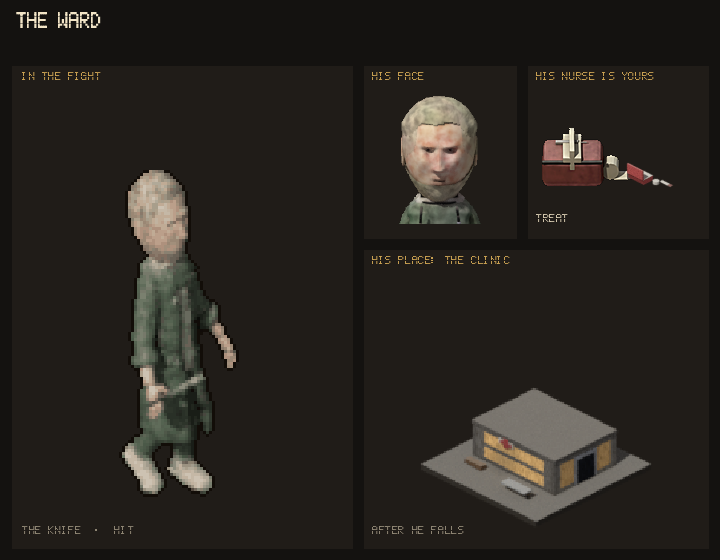 THE WARD
IN THE FIGHT
HIS FACE
HIS NURSE IS YOURS
TREAT
HIS PLACE: THE CLINIC
THE KNIFE · HIT
AFTER HE FALLS